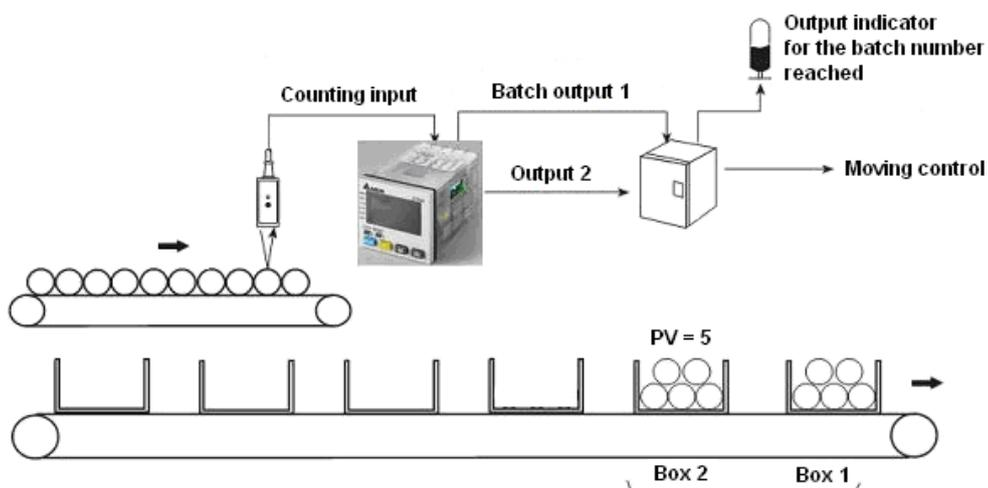 Output indicator
for the batch number
reached
Counting input
Batch output 1
Output 2
Moving control
PV = 5
Box 2
Box 1